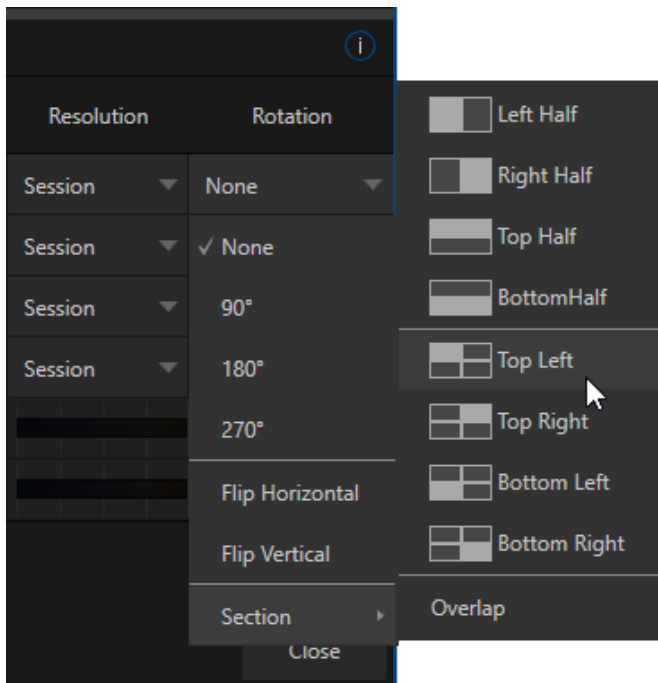 i
Resolution Rotation
Session None
Session ✓ None
Session 90°
Session 180°
270°
Flip Horizontal
Flip Vertical
Section
Close
Left Half
Right Half
Top Half
BottomHalf
Top Left
Top Right
Bottom Left
Bottom Right
Overlap